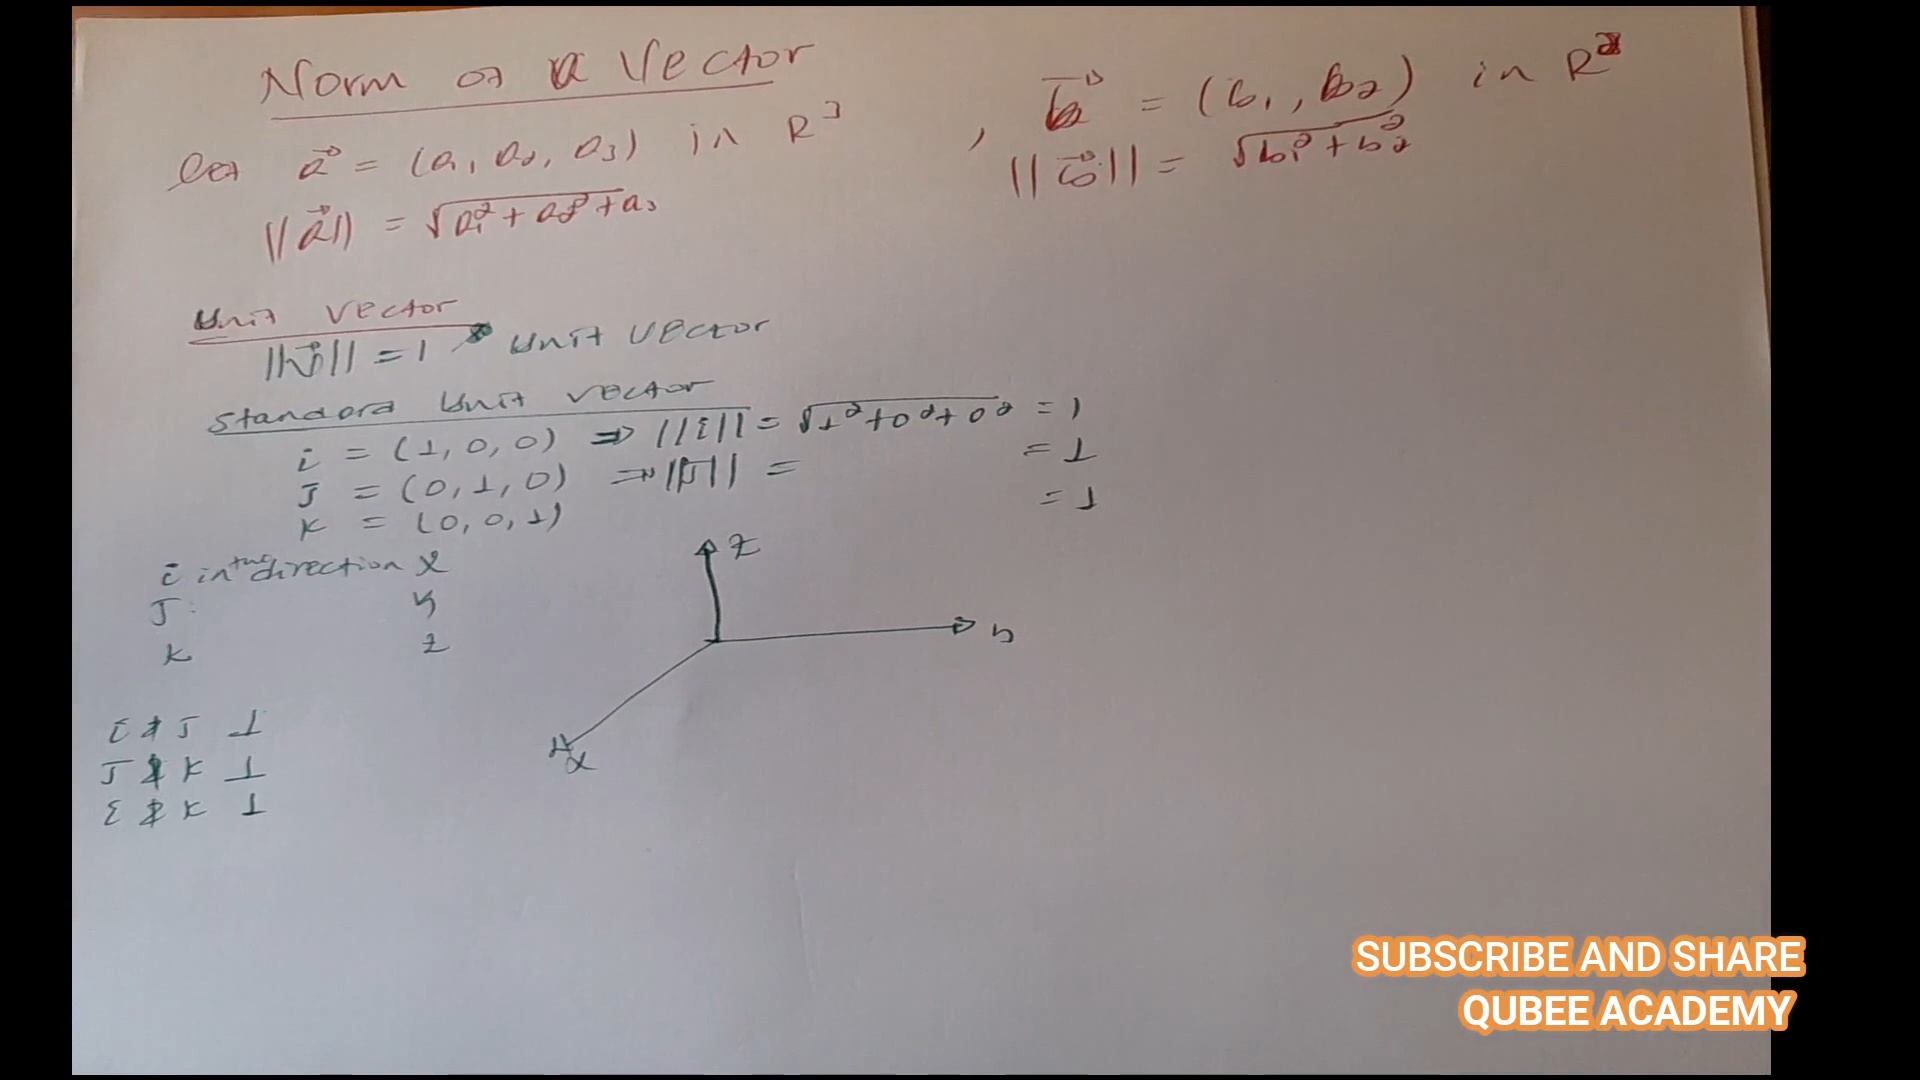 Norm of a Vector
Let a⃗ = (a₁, a₂, a₃) in R³ , b⃗ = (b₁, b₂) in R²
||a⃗|| = √a₁² + a₂² + a₃
||b⃗|| = √b₁² + b₂²
Unit Vector
|| || = 1 Unit Vector
Standard Unit Vector
i = (1, 0, 0) ⇒ ||i|| = √1² + 0² + 0² = 1
J = (0, 1, 0) ⇒ ||J|| = = 1
K = (0, 0, 1) = 1
i in the direction x
J y
K z
z
y
x
i & J ⊥
J & K ⊥
i & K ⊥
SUBSCRIBE AND SHARE
QUBEE ACADEMY